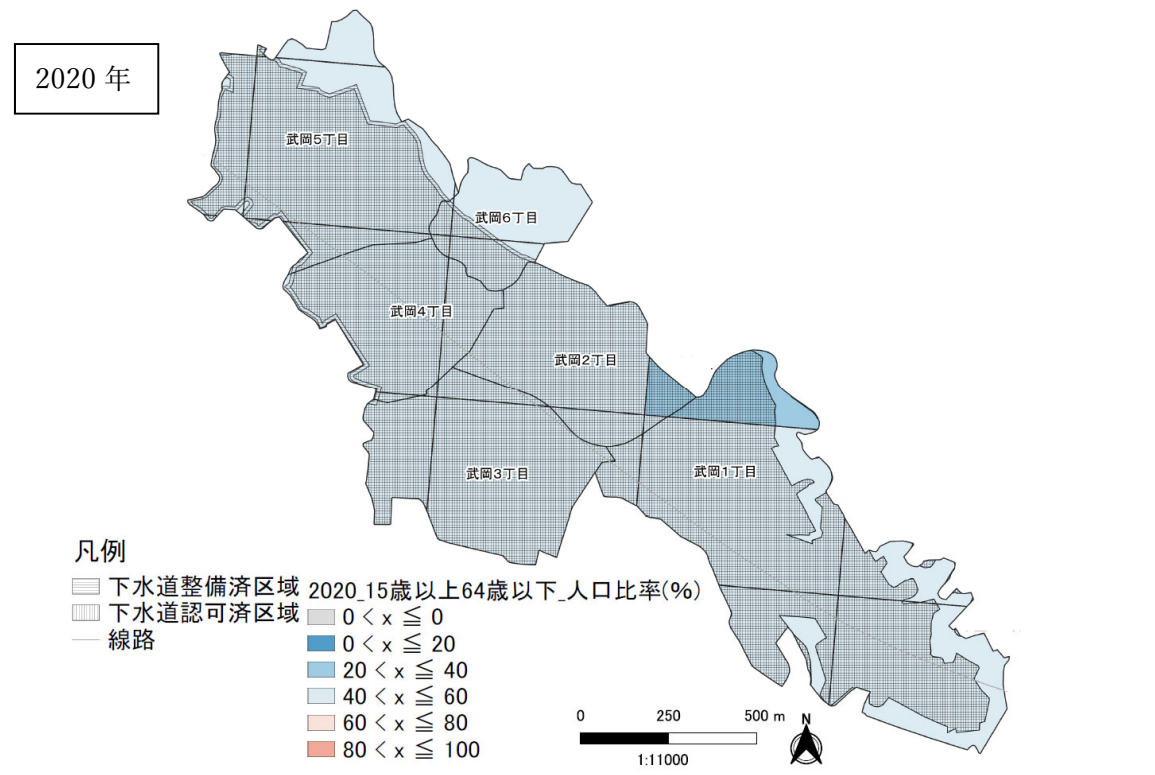 2020 年
武岡5丁目
武岡6丁目
武岡4丁目
武岡2丁目
武岡3丁目
武岡1丁目
凡例
下水道整備済区域
下水道認可済区域
線路
2020_15歳以上64歳以下_人口比率(%)
0 < x ≦ 0
0 < x ≦ 20
20 < x ≦ 40
40 < x ≦ 60
60 < x ≦ 80
80 < x ≦ 100
0 250 500 m
1:11000
N